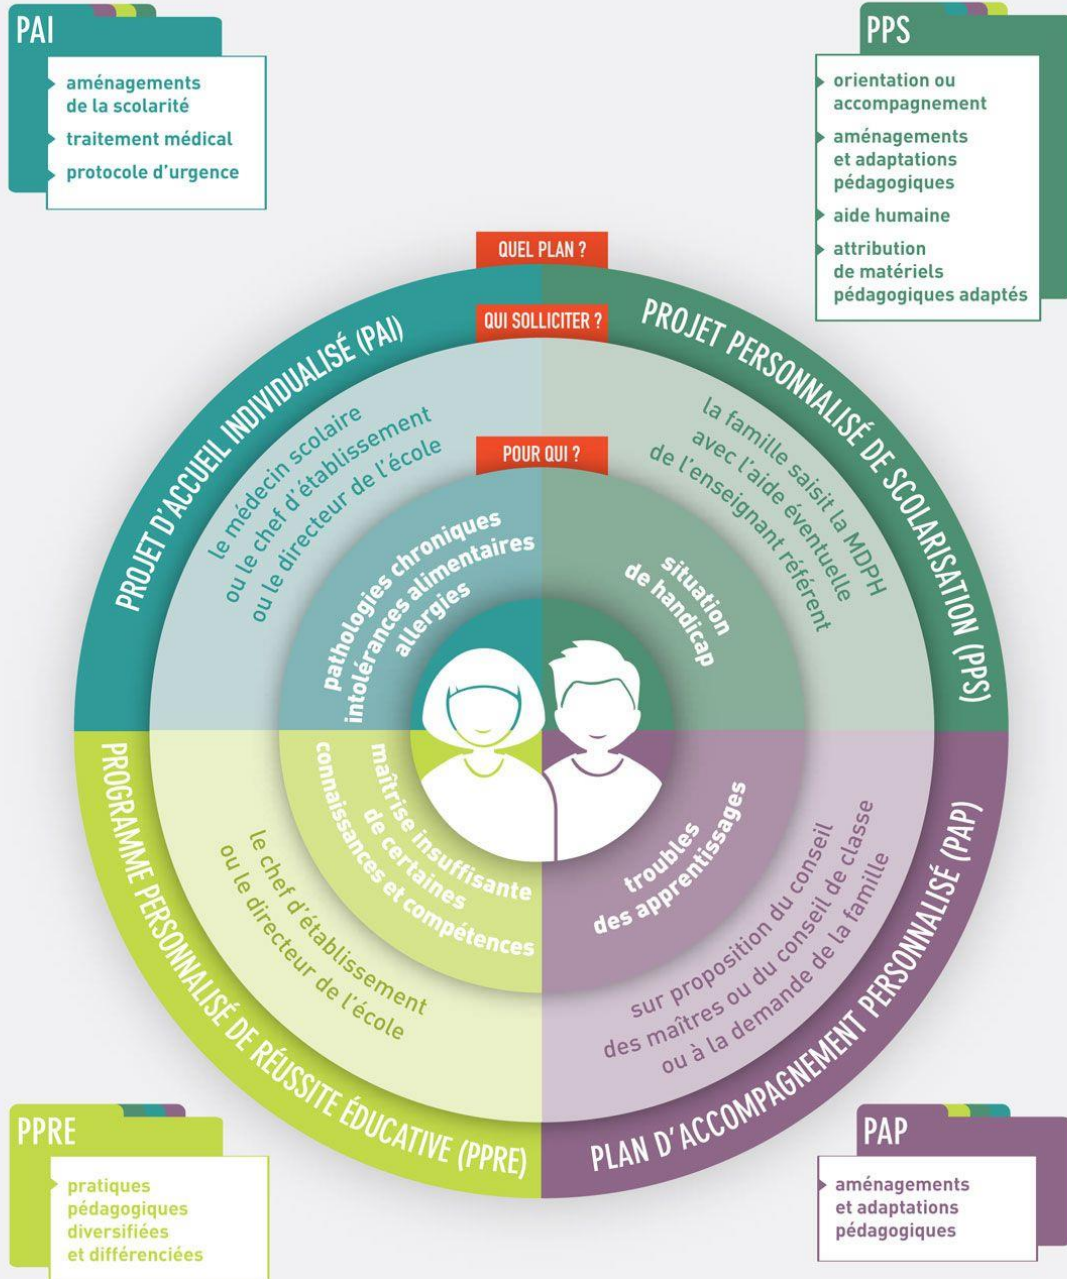 PAI
aménagements
de la scolarité
traitement médical
protocole d'urgence
PPS
orientation ou
accompagnement
aménagements
et adaptations
pédagogiques
aide humaine
attribution
de matériels
pédagogiques adaptés
QUEL PLAN ?
QUI SOLLICITER ?
POUR QUI ?
PROJET D'ACCUEIL INDIVIDUALISÉ (PAI)
le médecin scolaire
ou le chef d'établissement
ou le directeur de l'école
pathologies chroniques
intolérances alimentaires
allergies
PROJET PERSONNALISÉ DE SCOLARISATION (PPS)
la famille saisit la MDPH
avec l'aide éventuelle
de l'enseignant référent
situation
de handicap
PROGRAMME PERSONNALISÉ DE RÉUSSITE ÉDUCATIVE (PPRE)
le chef d'établissement
ou le directeur de l'école
maîtrise insuffisante
de certaines
connaissances et compétences
PLAN D'ACCOMPAGNEMENT PERSONNALISÉ (PAP)
sur proposition du conseil
des maîtres ou du conseil de classe
ou à la demande de la famille
troubles
des apprentissages
PPRE
pratiques
pédagogiques
diversifiées
et différenciées
PAP
aménagements
et adaptations
pédagogiques